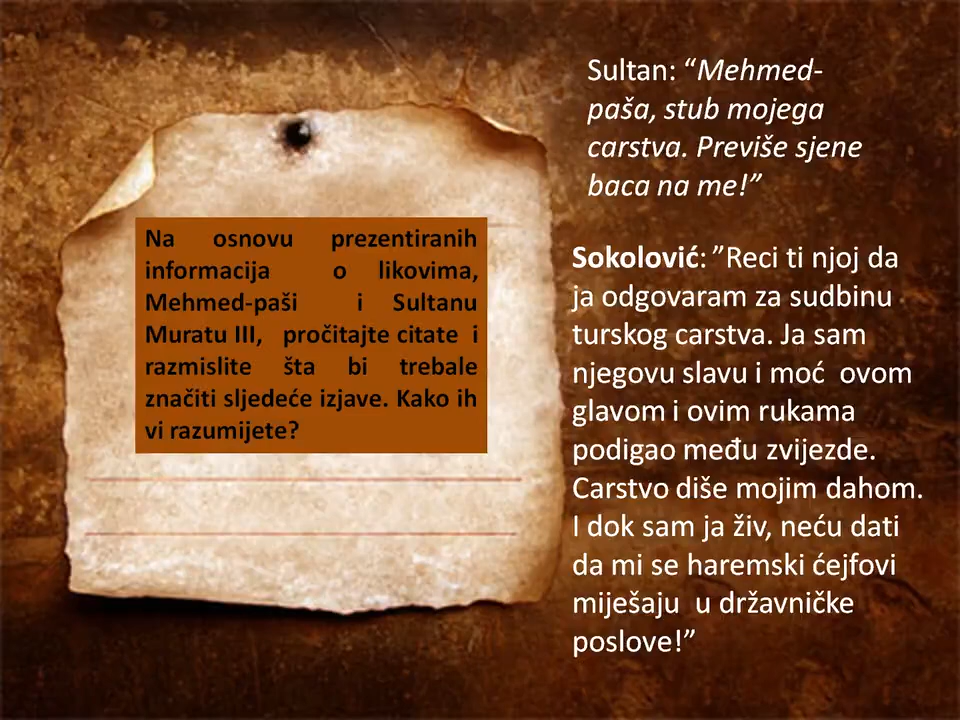 Na osnovu prezentiranih
informacija o likovima,
Mehmed-paši i Sultanu
Muratu III, pročitajte citate i
razmislite šta bi trebale
značiti sljedeće izjave. Kako ih
vi razumijete?
Sultan: “Mehmed-
paša, stub mojega
carstva. Previše sjene
baca na me!”
Sokolović: ”Reci ti njoj da
ja odgovaram za sudbinu
turskog carstva. Ja sam
njegovu slavu i moć ovom
glavom i ovim rukama
podigao među zvijezde.
Carstvo diše mojim dahom.
I dok sam ja živ, neću dati
da mi se haremski ćejfovi
miješaju u državničke
poslove!”